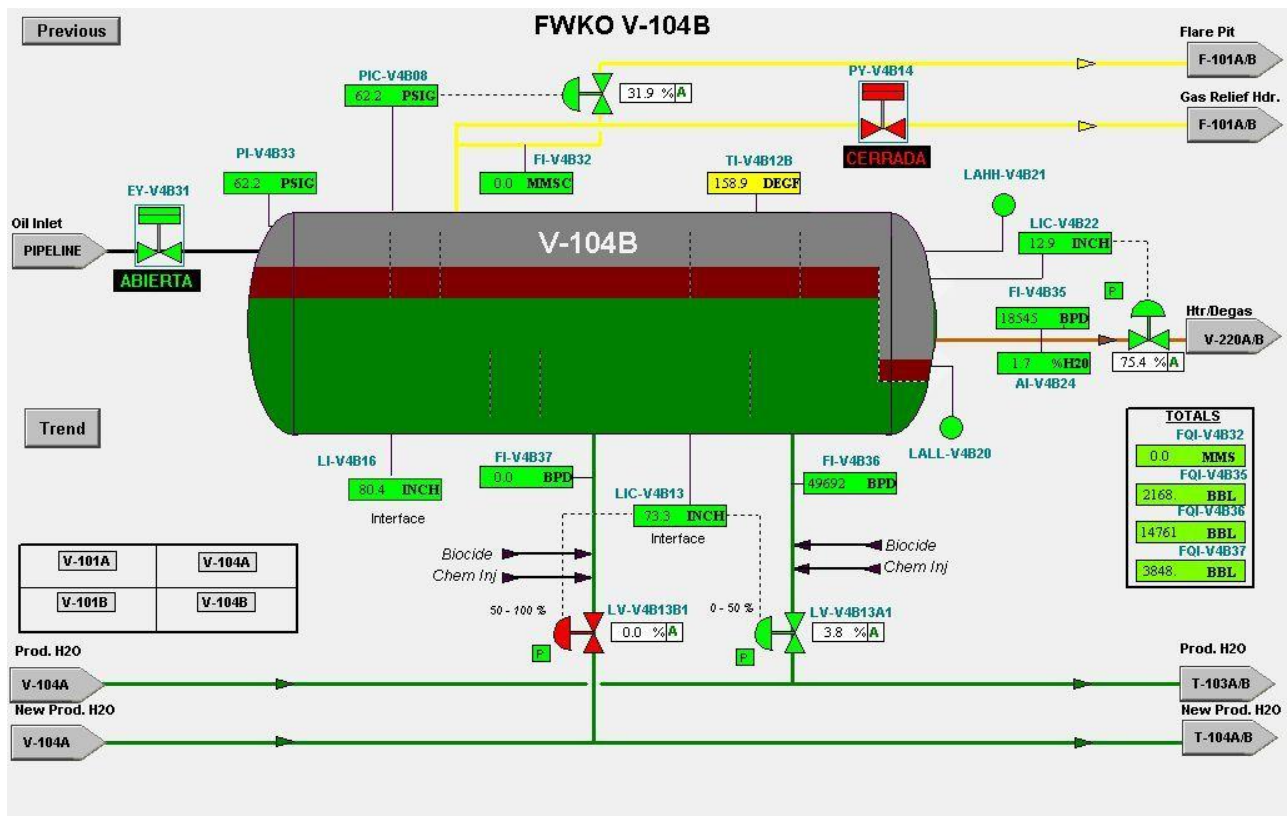 FWKO V-104B
Previous
Flare Pit
F-101A/B
PIC-V4B08
62.2 PSIG
31.9 %A
PY-V4B14
CERRADA
Gas Relief Hdr.
F-101A/B
PI-V4B33
62.2 PSIG
FI-V4B32
0.0 MMSC
TI-V4B12B
158.9 DEGF
LAHH-V4B21
EY-V4B31
ABIERTA
Oil Inlet
PIPELINE
LIC-V4B22
12.9 INCH
V-104B
P
FI-V4B35
18545 BPD
1.7 %H20
AI-V4B24
75.4 %A
Htr/Degas
V-220A/B
Trend
TOTALS
FQI-V4B32
0.0 MMS
FQI-V4B35
2168. BBL
FQI-V4B36
14761 BBL
FQI-V4B37
3848. BBL
LI-V4B16
80.4 INCH
Interface
FI-V4B37
0.0 BPD
LIC-V4B13
73.3 INCH
Interface
FI-V4B36
49692 BPD
LALL-V4B20
Biocide
Chem Inj
Biocide
Chem Inj
V-101A
V-104A
V-101B
V-104B
50 - 100 %
LV-V4B13B1
0.0 %A
P
0 - 50 %
LV-V4B13A1
3.8 %A
P
Prod. H2O
V-104A
Prod. H2O
T-103A/B
New Prod. H2O
V-104A
New Prod. H2O
T-104A/B